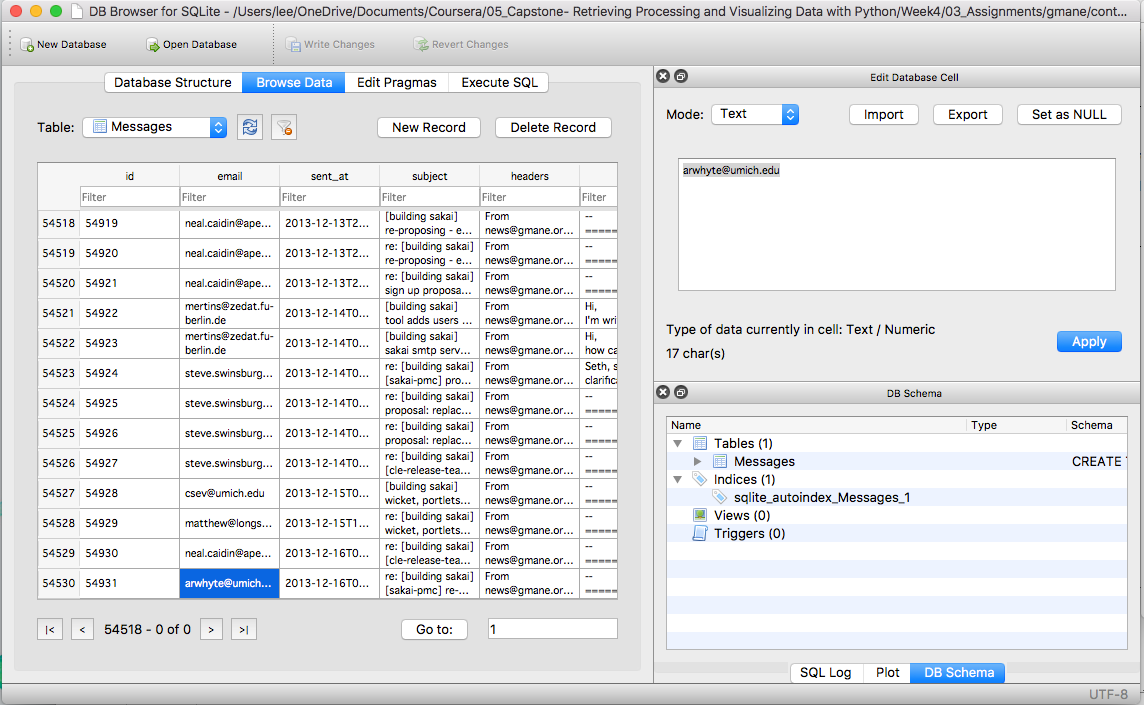 DB Browser for SQLite - /Users/lee/OneDrive/Documents/Coursera/05_Capstone- Retrieving Processing and Visualizing Data with Python/Week4/03_Assignments/gmane/cont...
New Database Open Database Write Changes Revert Changes
Database Structure Browse Data Edit Pragmas Execute SQL
Table: Messages New Record Delete Record
id email sent_at subject headers
Filter Filter Filter Filter Filter Filter
54518 54919 neal.caidin@ape... 2013-12-13T2... [building sakai] From --
re-proposing - e... news@gmane.or... =====
54519 54920 neal.caidin@ape... 2013-12-13T2... re: [building sakai] From --
re-proposing - e... news@gmane.or... =====
54520 54921 neal.caidin@ape... 2013-12-13T2... re: [building sakai] From --
sign up proposa... news@gmane.or... =====
54521 54922 mertins@zedat.fu- 2013-12-14T0... [building sakai] From Hi,
berlin.de tool adds users ... news@gmane.or... I'm wri
54522 54923 mertins@zedat.fu- 2013-12-14T0... [building sakai] From Hi,
berlin.de sakai smtp serv... news@gmane.or... how ca
54523 54924 steve.swinsburg... 2013-12-14T0... re: [building sakai] From Seth, s
[sakai-pmc] pro... news@gmane.or... clarifica
54524 54925 steve.swinsburg... 2013-12-14T0... re: [building sakai] From --
proposal: replac... news@gmane.or... =====
54525 54926 steve.swinsburg... 2013-12-14T0... re: [building sakai] From --
proposal: replac... news@gmane.or... =====
54526 54927 steve.swinsburg... 2013-12-14T0... re: [building sakai] From --
[cle-release-tea... news@gmane.or... =====
54527 54928 csev@umich.edu 2013-12-15T0... [building sakai] From --
wicket, portlets... news@gmane.or... =====
54528 54929 matthew@longs... 2013-12-15T1... re: [building sakai] From --
wicket, portlets... news@gmane.or... =====
54529 54930 neal.caidin@ape... 2013-12-16T0... re: [building sakai] From --
[cle-release-tea... news@gmane.or... =====
54530 54931 arwhyte@umich... 2013-12-16T0... re: [building sakai] From --
[sakai-pmc] re-... news@gmane.or... =====
|< < 54518 - 0 of 0 > >| Go to: 1
Edit Database Cell
Mode: Text Import Export Set as NULL
arwhyte@umich.edu
Type of data currently in cell: Text / Numeric
17 char(s)
Apply
DB Schema
Name Type Schema
Tables (1)
Messages CREATE T
Indices (1)
sqlite_autoindex_Messages_1
Views (0)
Triggers (0)
SQL Log Plot DB Schema
UTF-8